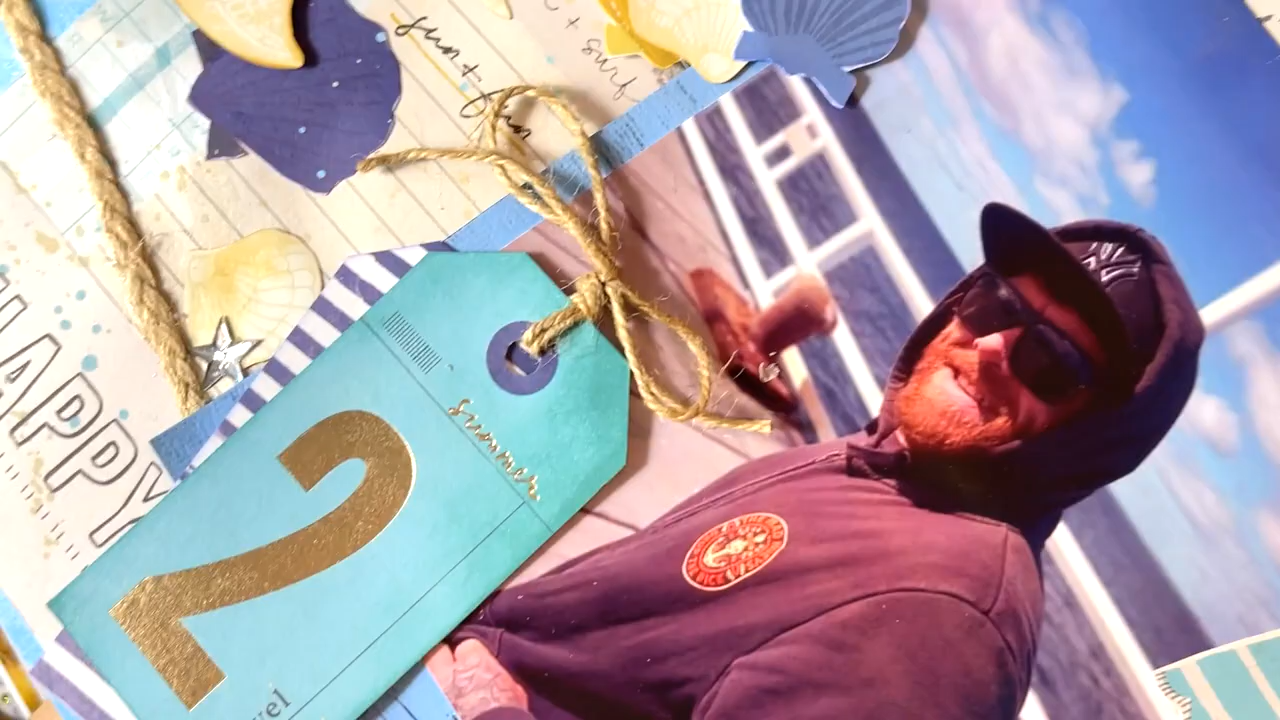 sun + fun
+ surf
HAPPY
summer
2
vel